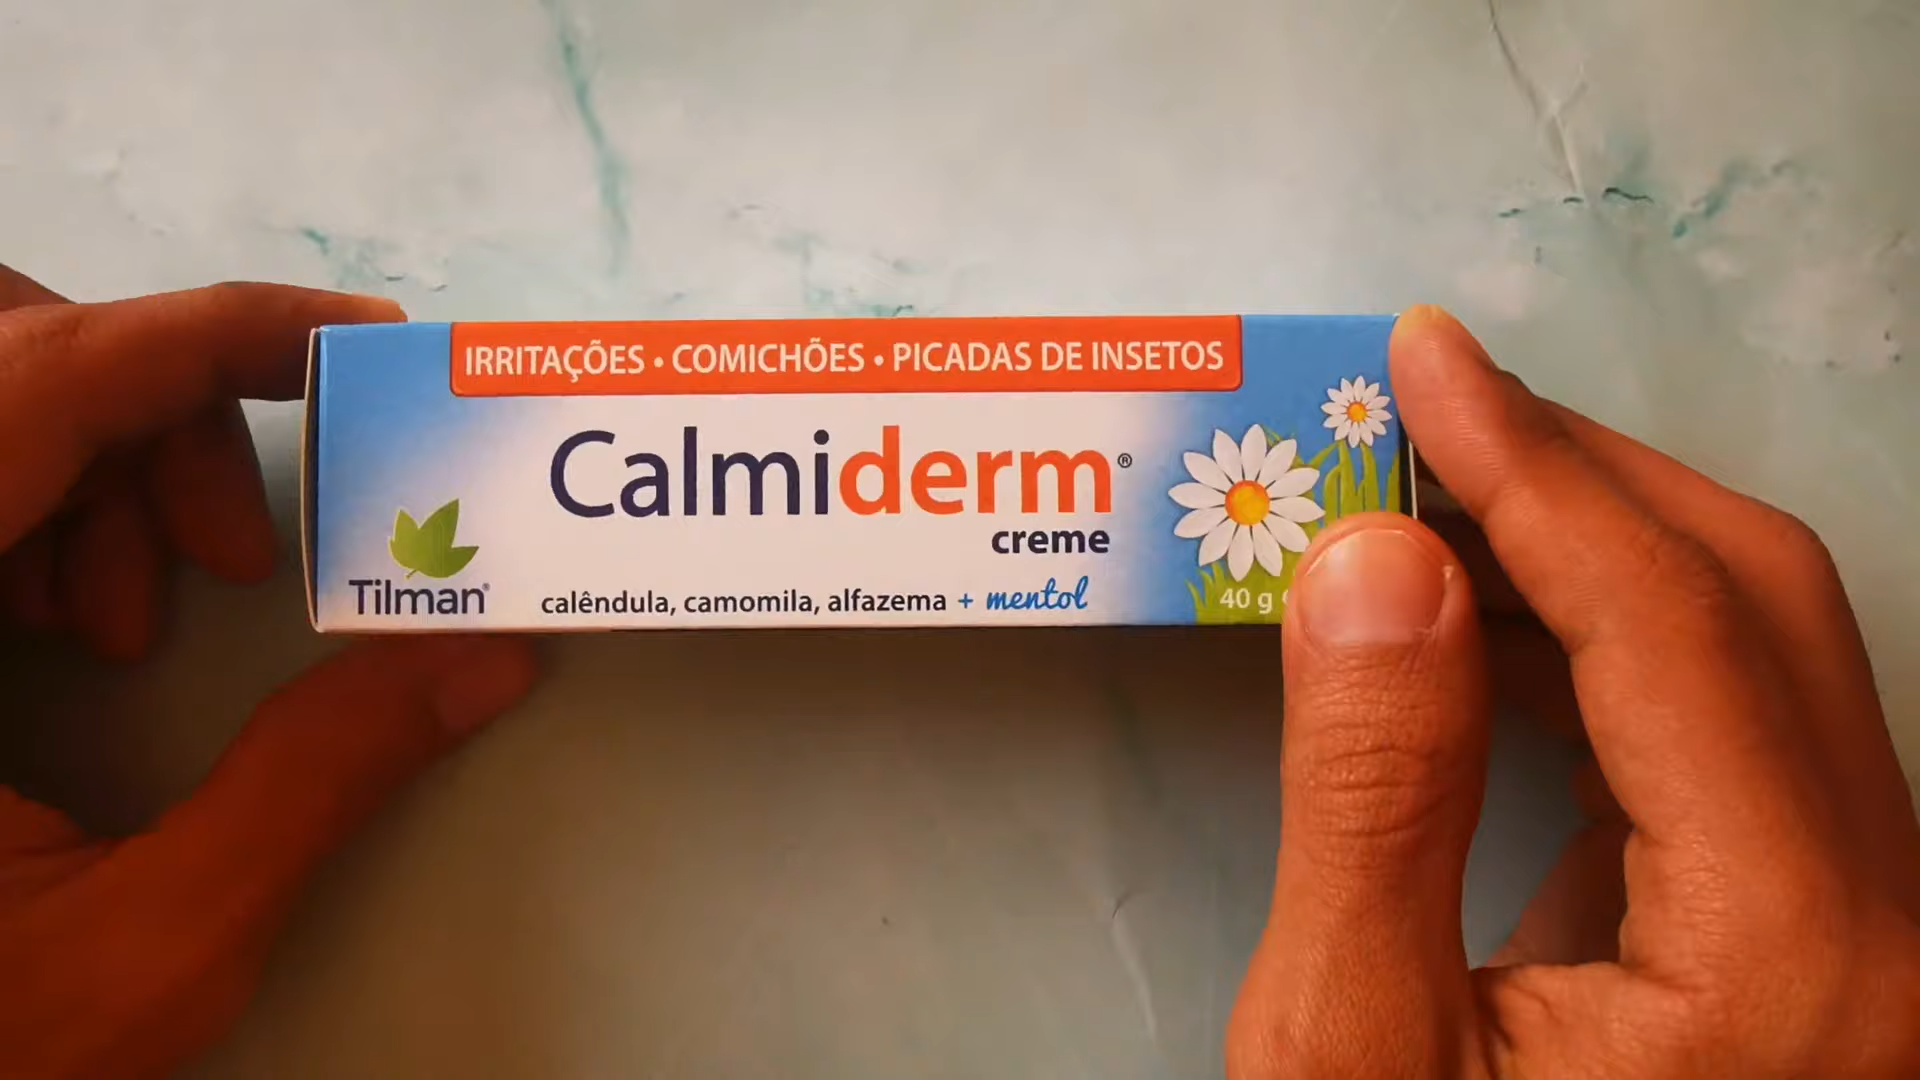 IRRITAÇÕES • COMICHÕES • PICADAS DE INSETOS
Calmiderm®
creme
Tilman®
calêndula, camomila, alfazema + mentol
40 g